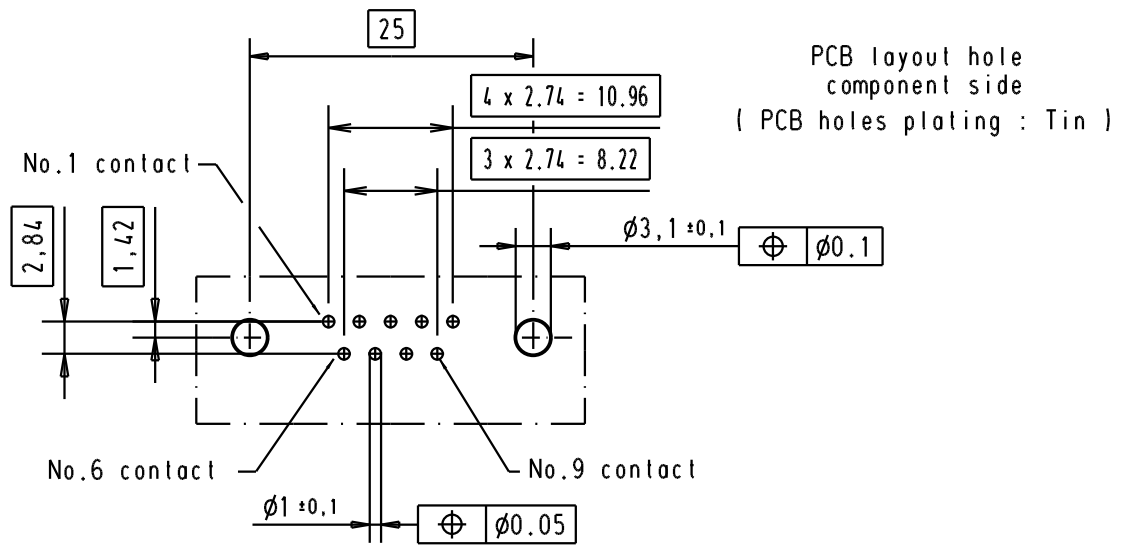 25
PCB layout hole
component side
( PCB holes plating : Tin )
4 x 2.74 = 10.96
3 x 2.74 = 8.22
No.1 contact
2,84
1,42
Ø3,1 ±0,1
⌖ Ø0.1
No.6 contact
No.9 contact
Ø1 ±0,1
⌖ Ø0.05